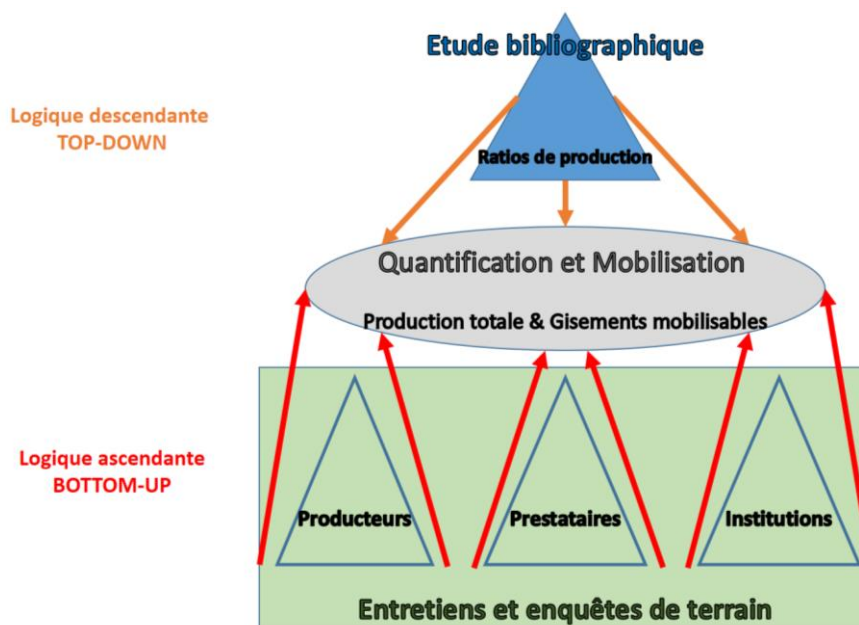 Etude bibliographique
Logique descendante
TOP-DOWN
Ratios de production
Quantification et Mobilisation
Production totale & Gisements mobilisables
Logique ascendante
BOTTOM-UP
Producteurs
Prestataires
Institutions
Entretiens et enquêtes de terrain